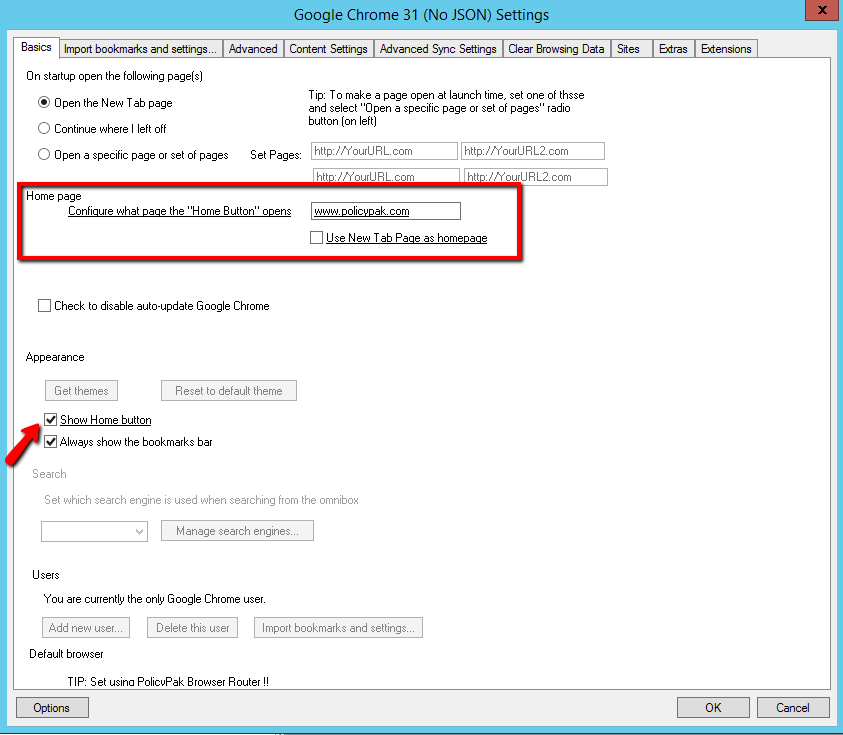 Google Chrome 31 (No JSON) Settings
x
Basics Import bookmarks and settings... Advanced Content Settings Advanced Sync Settings Clear Browsing Data Sites Extras Extensions
On startup open the following page(s)
Open the New Tab page
Tip: To make a page open at launch time, set one of thsse
and select "Open a specific page or set of pages" radio
button (on left)
Continue where I left off
Open a specific page or set of pages Set Pages: http://YourURL.com http://YourURL2.com
http://YourURL.com http://YourURL2.com
Home page
Configure what page the "Home Button" opens www.policypak.com
Use New Tab Page as homepage
Check to disable auto-update Google Chrome
Appearance
Get themes Reset to default theme
Show Home button
Always show the bookmarks bar
Search
Set which search engine is used when searching from the omnibox
Manage search engines...
Users
You are currently the only Google Chrome user.
Add new user... Delete this user Import bookmarks and settings...
Default browser
TIP: Set using PolicyPak Browser Router !!
Options OK Cancel